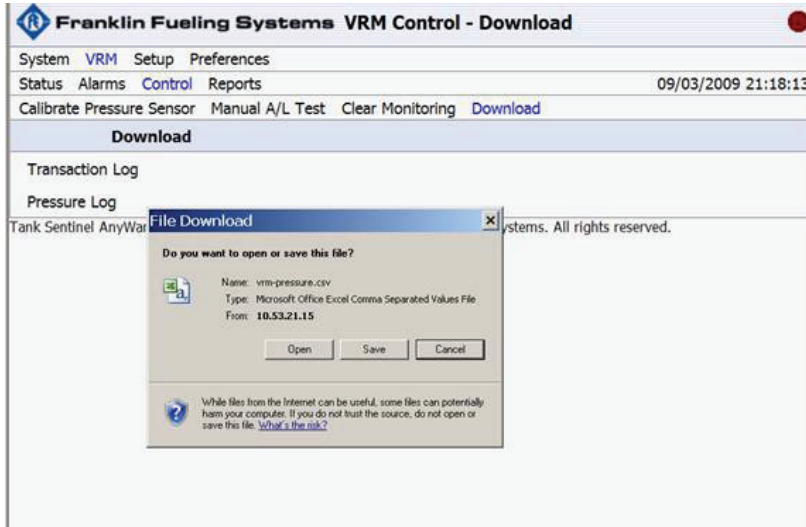 Franklin Fueling Systems VRM Control - Download
System VRM Setup Preferences
Status Alarms Control Reports 09/03/2009 21:18:13
Calibrate Pressure Sensor Manual A/L Test Clear Monitoring Download
Download
Transaction Log
Pressure Log
Tank Sentinel AnyWar ystems. All rights reserved.
File Download
Do you want to open or save this file?
Name: vrm-pressure.csv
Type: Microsoft Office Excel Comma Separated Values File
From: 10.53.21.15
Open Save Cancel
While files from the Internet can be useful, some files can potentially
harm your computer. If you do not trust the source, do not open or
save this file. What's the risk?